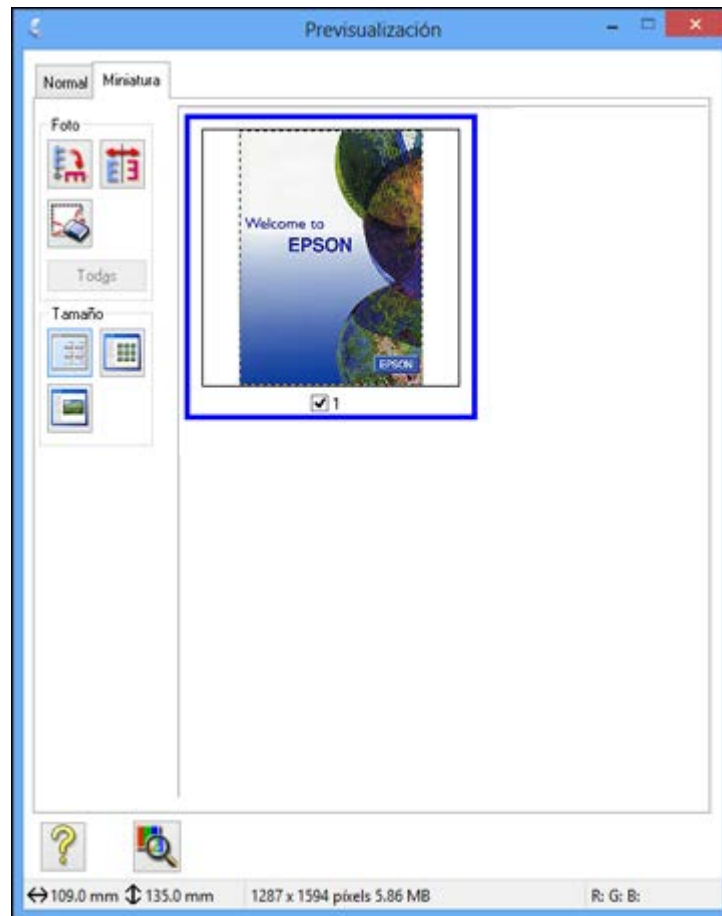 Previsualización
Normal Miniatura
Foto
Todas
Tamaño
Welcome to
EPSON
EPSON
1
109.0 mm 135.0 mm 1287 x 1594 píxels 5.86 MB R: G: B: